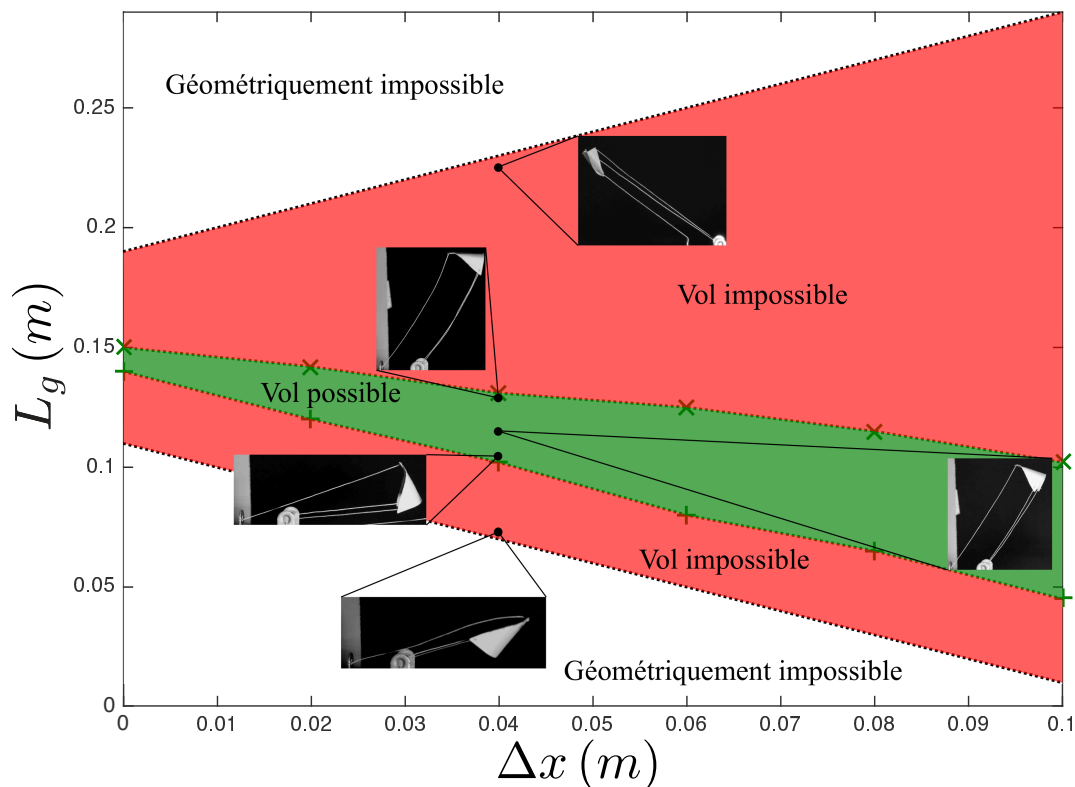 Géométriquement impossible
0.25
0.2
Vol impossible
0.15
Vol possible
0.1
Vol impossible
0.05
Géométriquement impossible
0
0 0.01 0.02 0.03 0.04 0.05 0.06 0.07 0.08 0.09 0.1
L_g (m)
Δx (m)